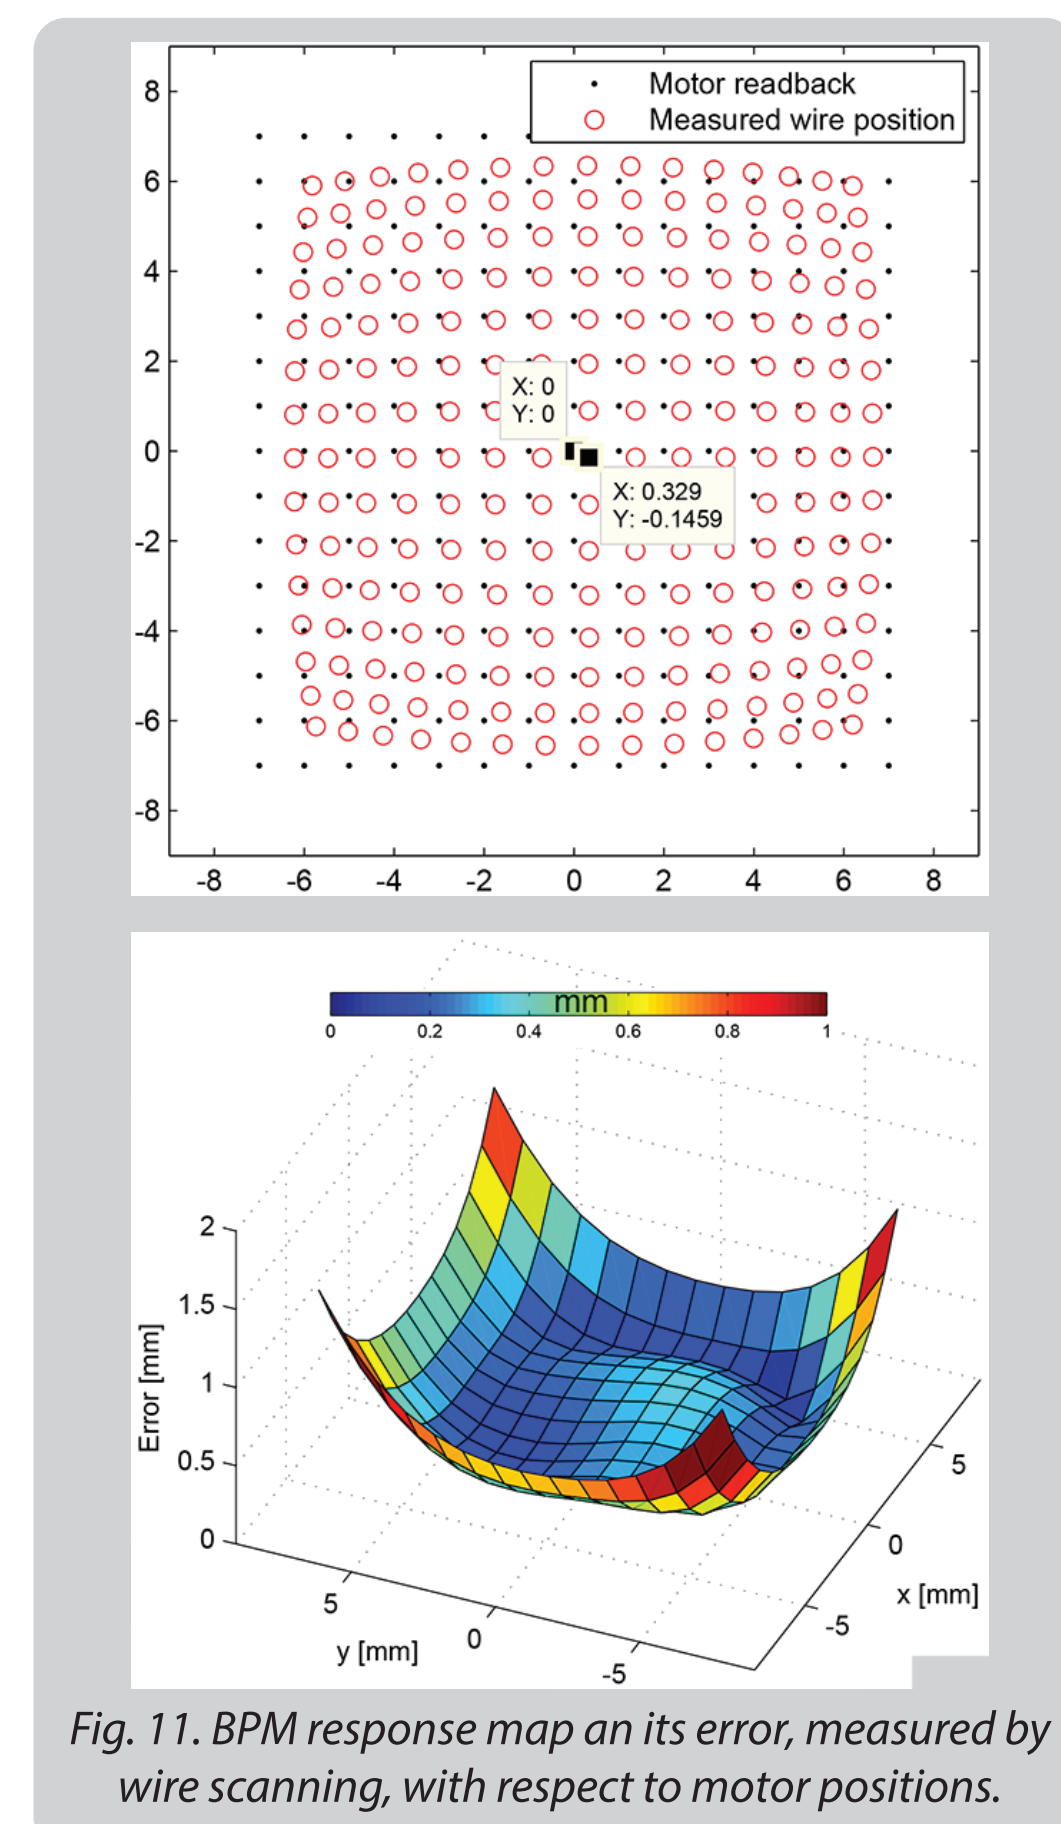 Motor readback
Measured wire position
8
6
4
2
0
-2
-4
-6
-8
X: 0
Y: 0
X: 0.329
Y: -0.1459
-8 -6 -4 -2 0 2 4 6 8
mm
0 0.2 0.4 0.6 0.8 1
2
1.5
1
0.5
0
Error [mm]
5
0
-5
y [mm]
5
0
-5
x [mm]
Fig. 11. BPM response map an its error, measured by
wire scanning, with respect to motor positions.